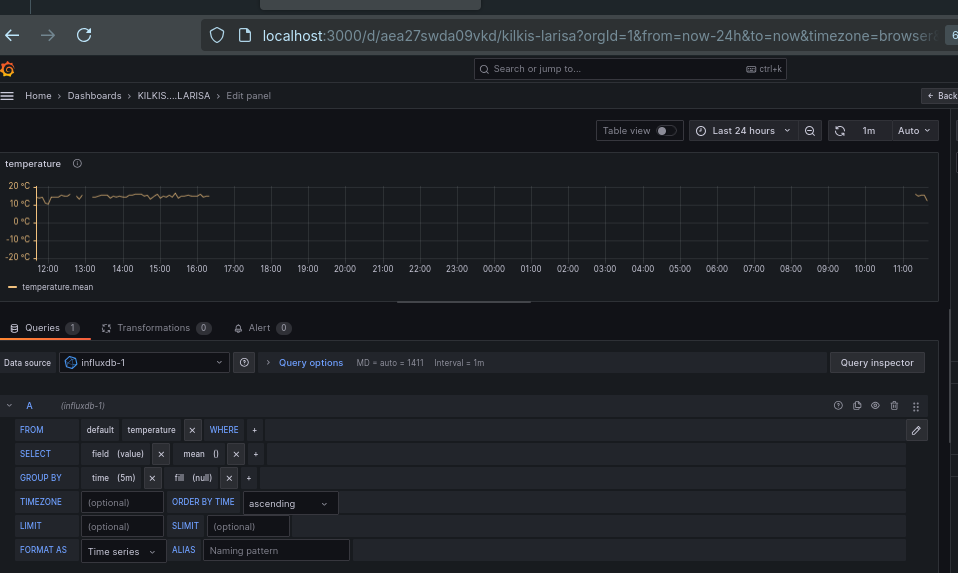 localhost:3000/d/aea27swda09vkd/kilkis-larisa?orgId=1&from=now-24h&to=now&timezone=browser
Search or jump to... ctrl+k
Home › Dashboards › KILKIS....LARISA › Edit panel
← Back
Table view Last 24 hours 1m Auto
temperature
20 ºC
10 ºC
0 ºC
-10 ºC
-20 ºC
12:00 13:00 14:00 15:00 16:00 17:00 18:00 19:00 20:00 21:00 22:00 23:00 00:00 01:00 02:00 03:00 04:00 05:00 06:00 07:00 08:00 09:00 10:00 11:00
temperature.mean
Queries 1 Transformations 0 Alert 0
Data source influxdb-1 Query options MD = auto = 1411 Interval = 1m Query inspector
A (influxdb-1)
FROM default temperature × WHERE +
SELECT field (value) × mean () × +
GROUP BY time (5m) × fill (null) × +
TIMEZONE (optional) ORDER BY TIME ascending
LIMIT (optional) SLIMIT (optional)
FORMAT AS Time series ALIAS Naming pattern